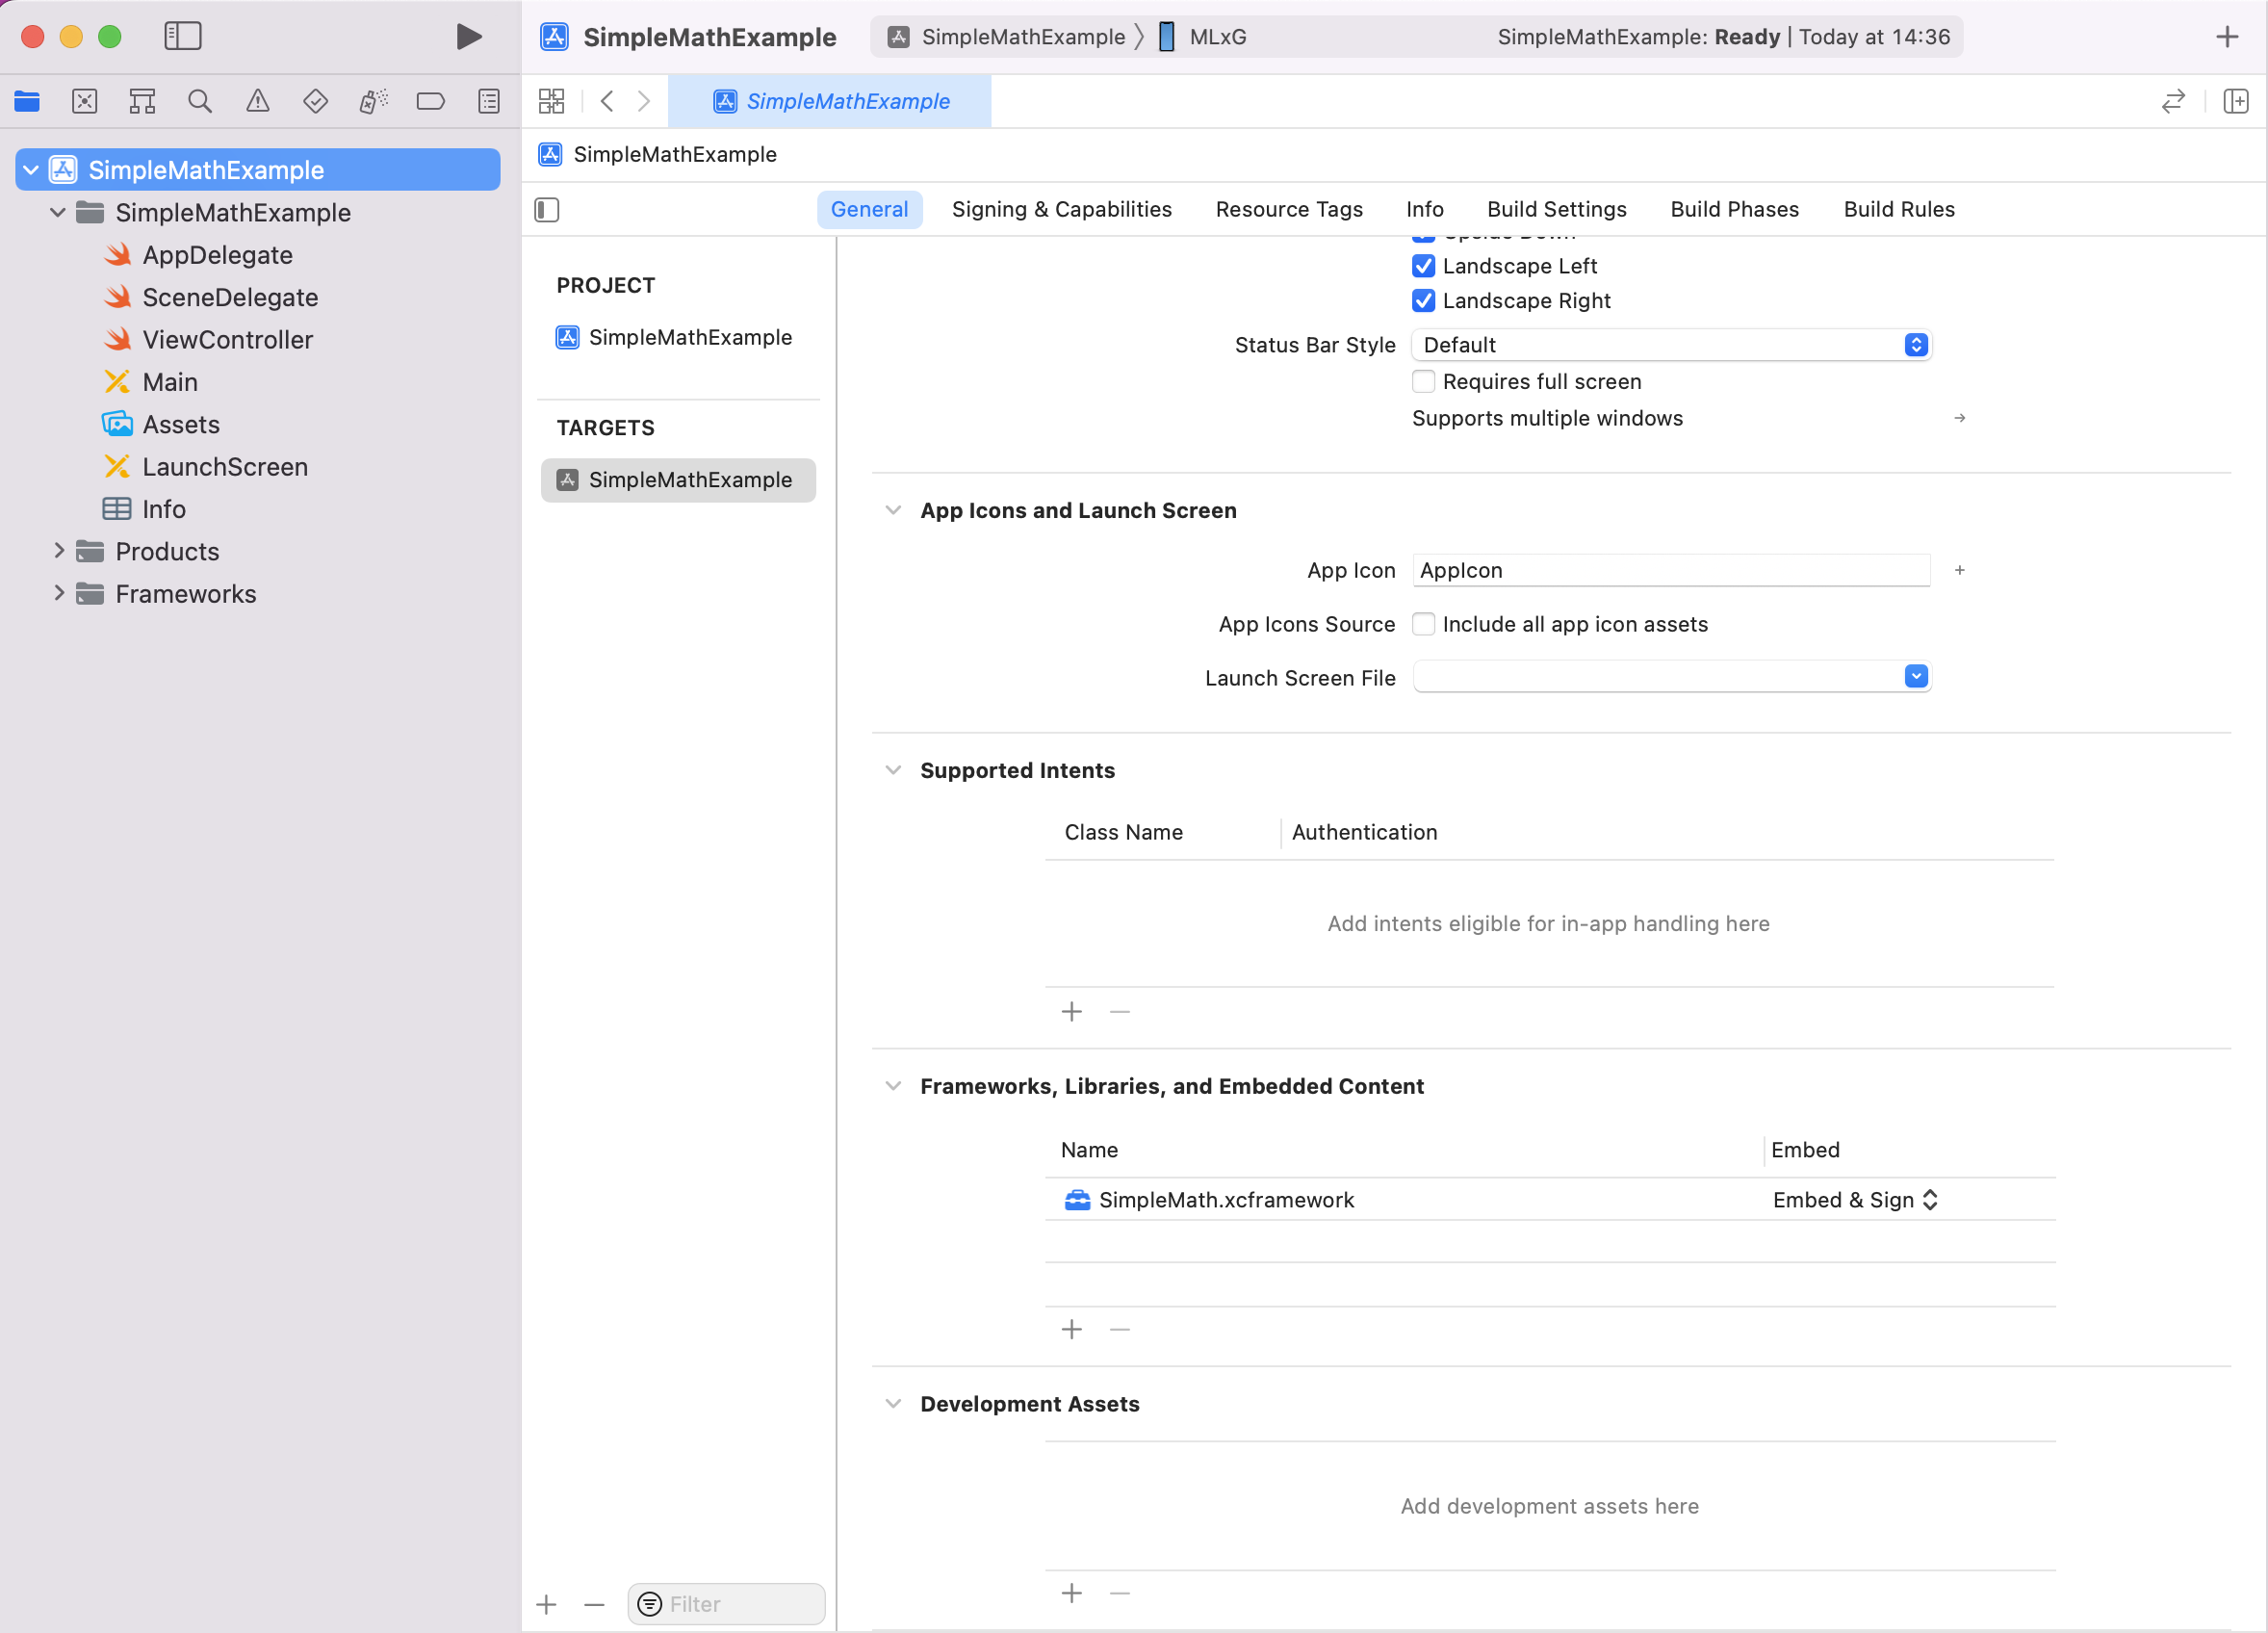 SimpleMathExample
SimpleMathExample
MLxG
SimpleMathExample: Ready | Today at 14:36
SimpleMathExample
SimpleMathExample
SimpleMathExample
SimpleMathExample
AppDelegate
SceneDelegate
ViewController
Main
Assets
LaunchScreen
Info
Products
Frameworks
General
Signing & Capabilities
Resource Tags
Info
Build Settings
Build Phases
Build Rules
PROJECT
SimpleMathExample
TARGETS
SimpleMathExample
Filter
Upside Down
Landscape Left
Landscape Right
Status Bar Style
Default
Requires full screen
Supports multiple windows
App Icons and Launch Screen
App Icon
AppIcon
App Icons Source
Include all app icon assets
Launch Screen File
Supported Intents
Class Name
Authentication
Add intents eligible for in-app handling here
Frameworks, Libraries, and Embedded Content
Name
Embed
SimpleMath.xcframework
Embed & Sign
Development Assets
Add development assets here